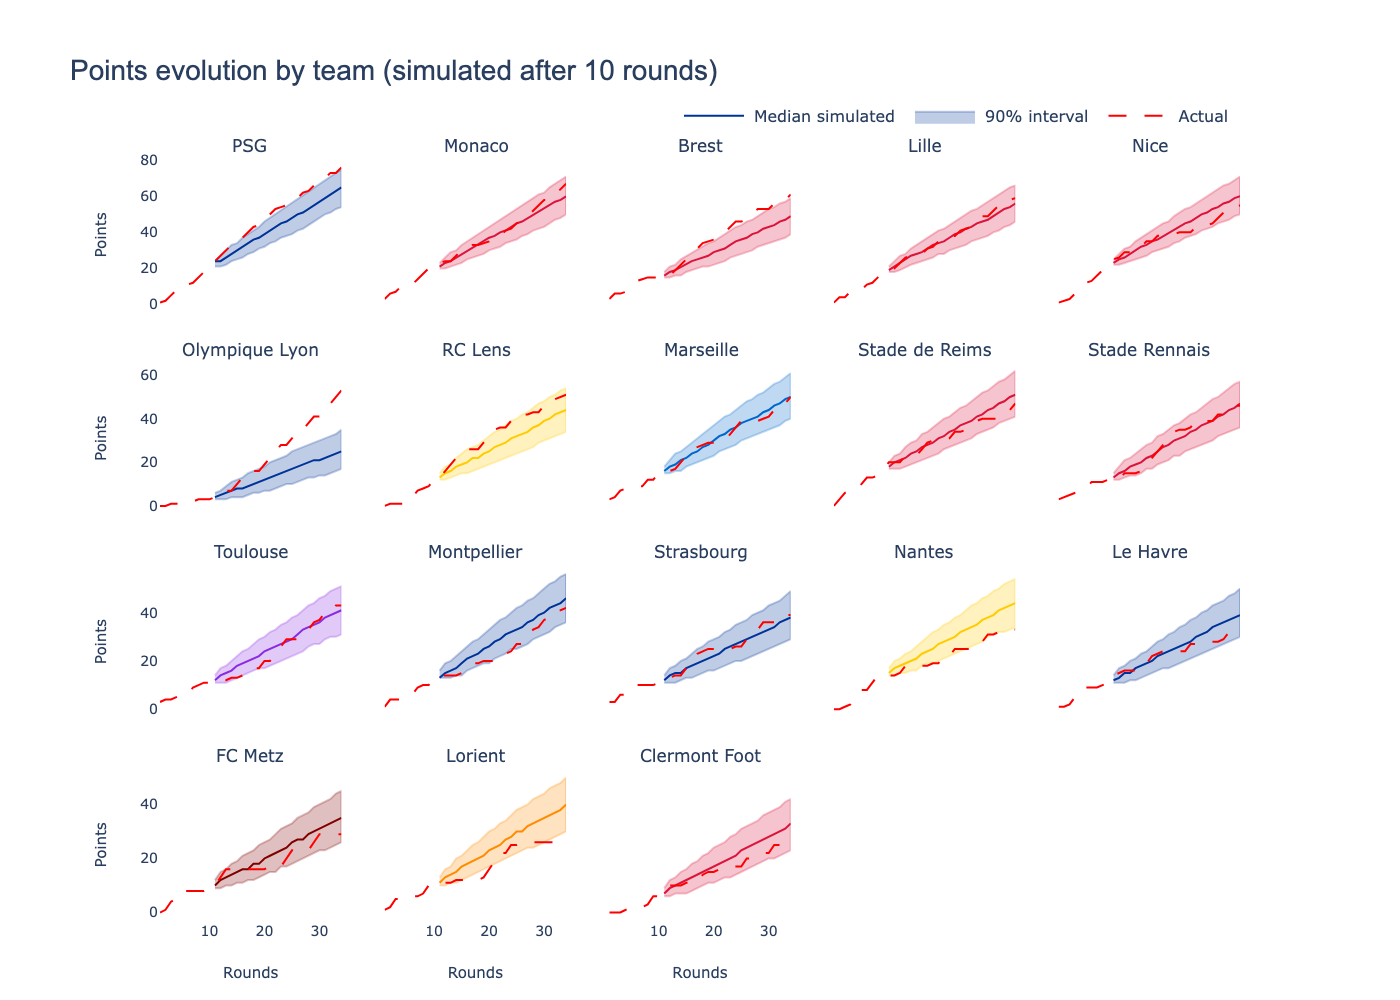 Points evolution by team (simulated after 10 rounds)
Median simulated 90% interval Actual
PSG Monaco Brest Lille Nice
80
60
40
20
0
Points
Olympique Lyon RC Lens Marseille Stade de Reims Stade Rennais
60
40
20
0
Points
Toulouse Montpellier Strasbourg Nantes Le Havre
40
20
0
Points
FC Metz Lorient Clermont Foot
40
20
0
Points
10 20 30 10 20 30 10 20 30
Rounds Rounds Rounds